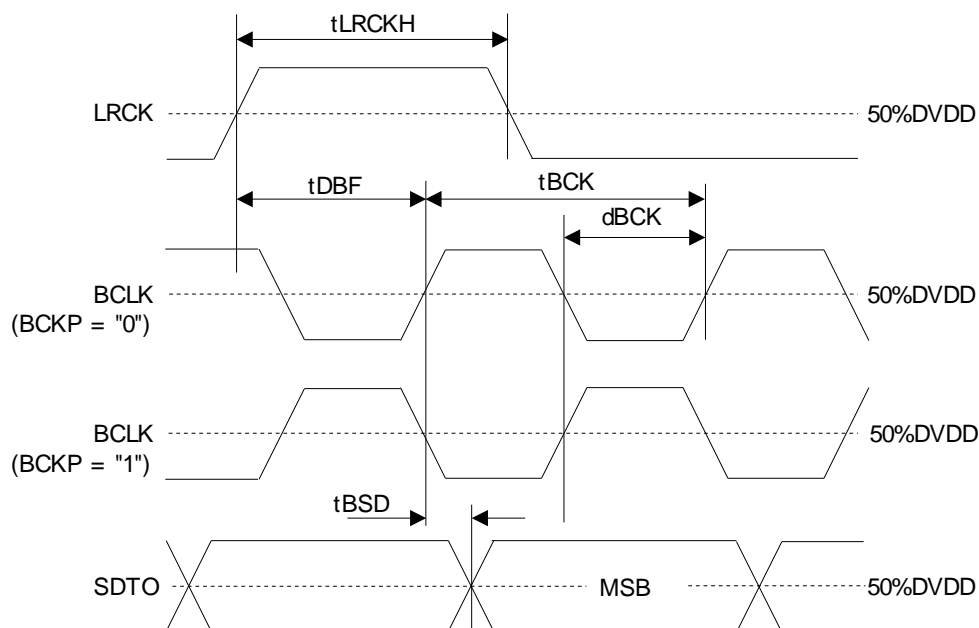 tLRCKH
LRCK
50%DVDD
tDBF
tBCK
dBCK
BCLK
(BCKP = "0")
50%DVDD
BCLK
(BCKP = "1")
50%DVDD
tBSD
SDTO
MSB
50%DVDD